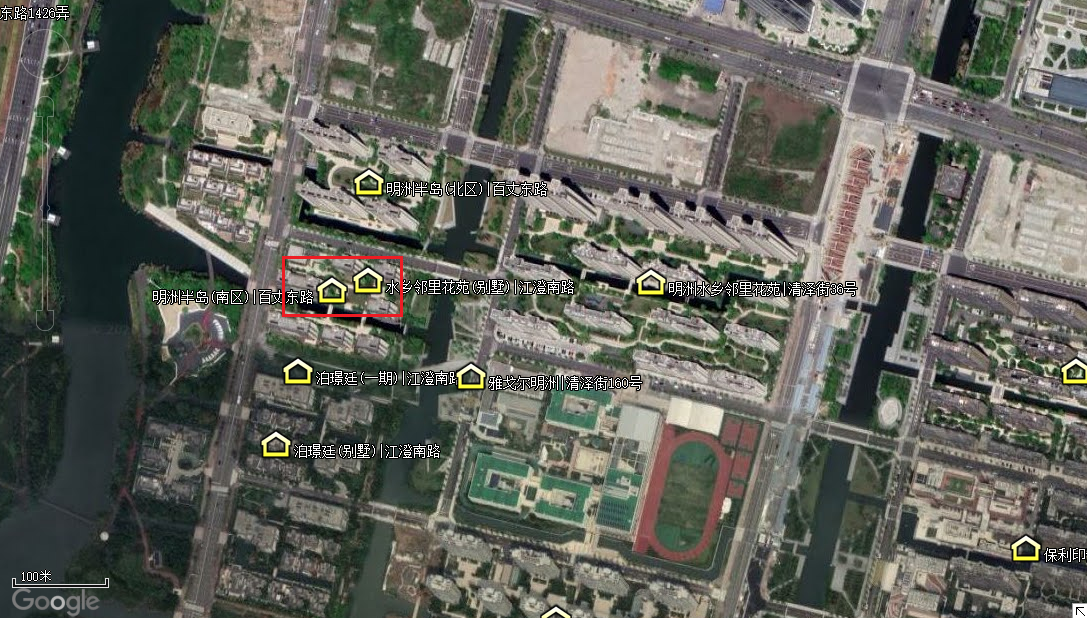 东路1426弄
明洲半岛(北区)|百丈东路
水乡邻里花苑(别墅)|江澄南路
明洲半岛(南区)|百丈东路
明洲水乡邻里花苑|清泽街36号
泊璟廷(一期)|江澄南路
雅戈尔明洲|清泽街160号
泊璟廷(别墅)|江澄南路
保利印
100米
Google